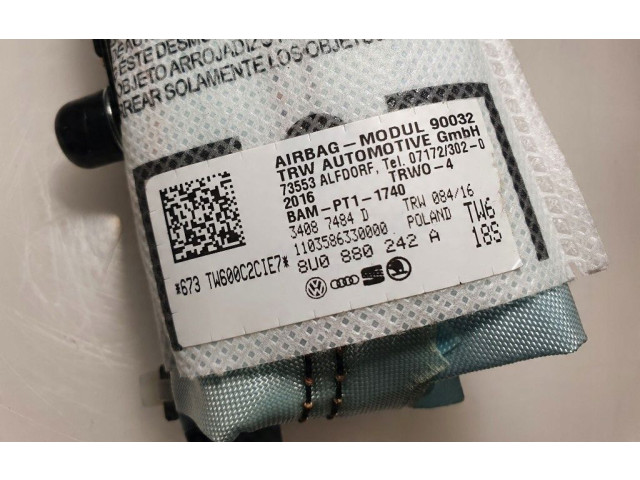 ESTE DESMO
OBJETO ARROJADIZO
CREAR SOLAMENTE LOS OBJETOS
AIRBAG-MODUL 90032
TRW AUTOMOTIVE GmbH
73553 ALFDORF, Tel. 07172/302-0
2016 TRWO-4
BAM-PT1-1740
3408 7484 D TRW 084/16
1103586330000 POLAND TW6
8U0 880 242 A 18S
*673 TW600C2C1E7*